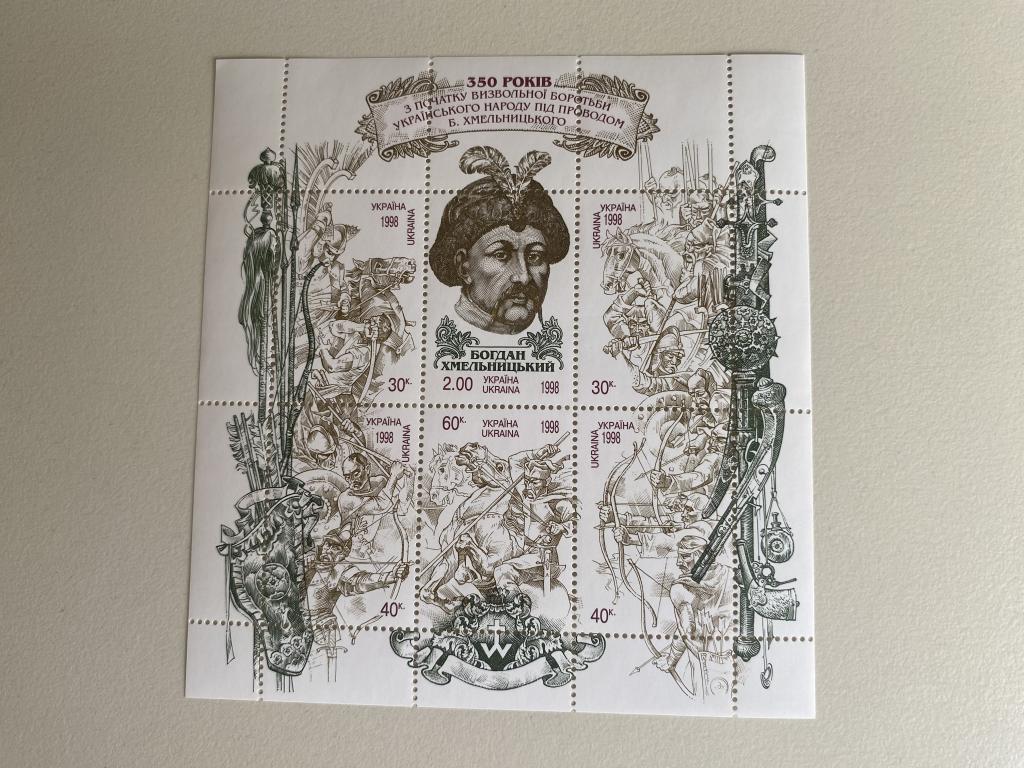 350 РОКІВ
З ПОЧАТКУ ВИЗВОЛЬНОЇ БОРОТЬБИ
УКРАЇНСЬКОГО НАРОДУ ПІД ПРОВОДОМ
Б. ХМЕЛЬНИЦЬКОГО
УКРАЇНА
1998
UKRAINA
30к.
БОГДАН
ХМЕЛЬНИЦЬКИЙ
2.00 УКРАЇНА 1998
UKRAINA
УКРАЇНА
1998
UKRAINA
30к.
УКРАЇНА
1998
UKRAINA
40к.
60к. УКРАЇНА 1998
UKRAINA
W
УКРАЇНА
1998
UKRAINA
40к.